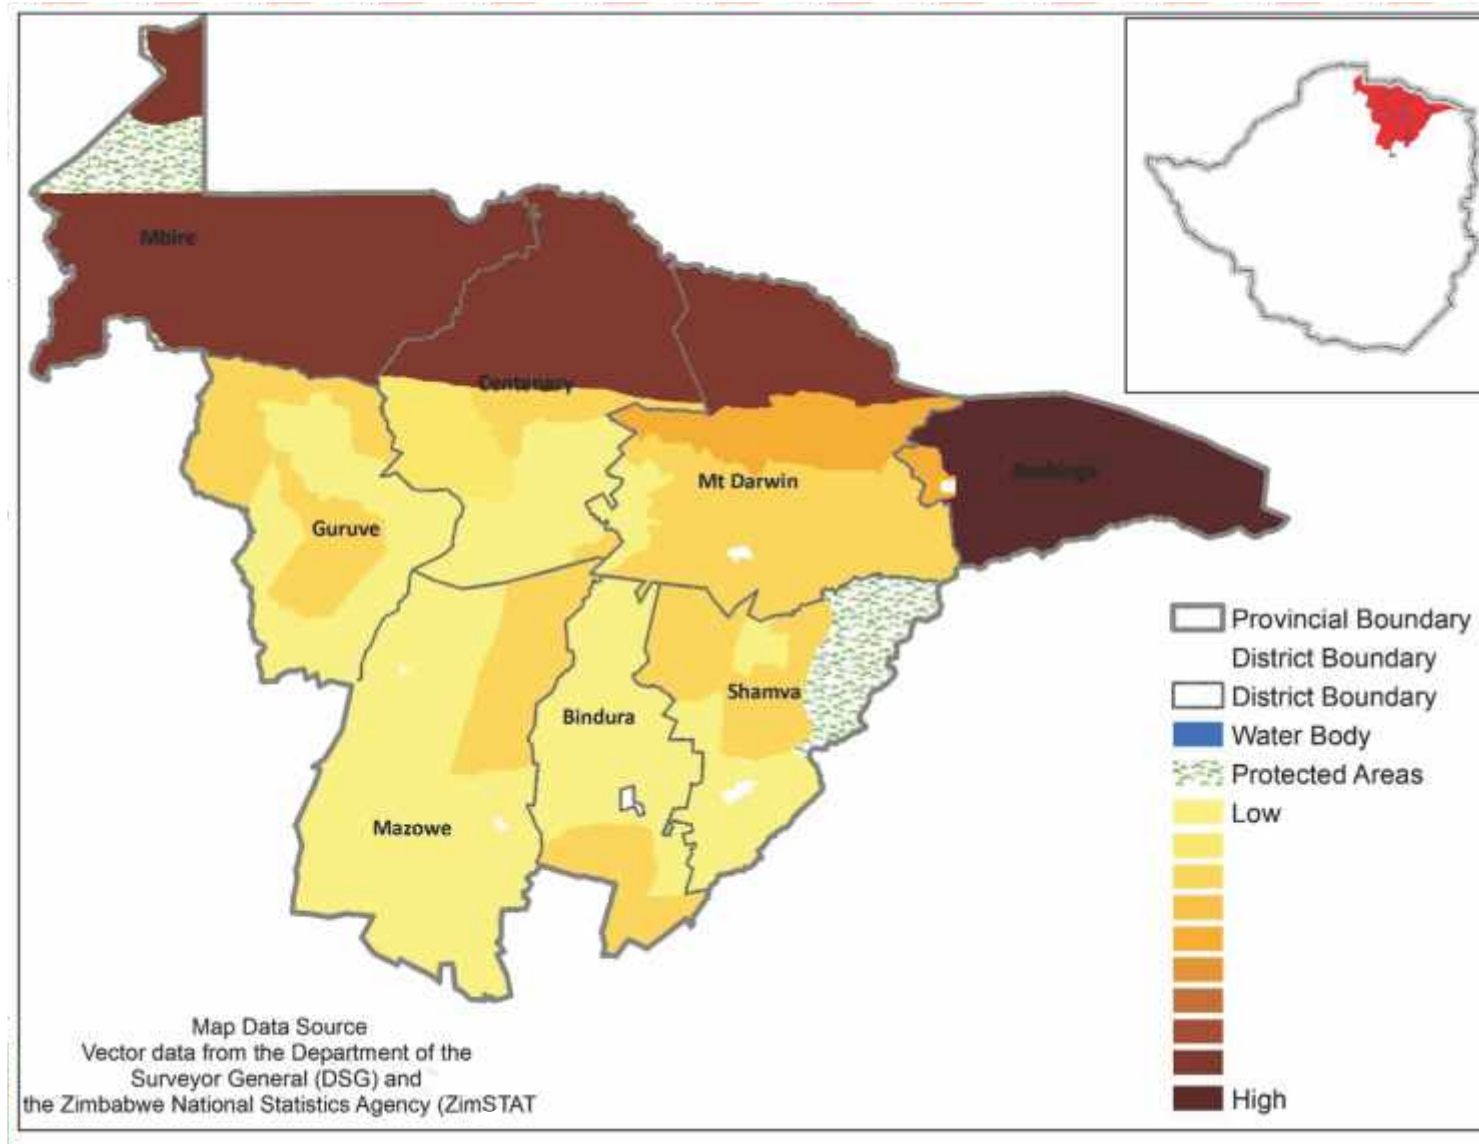 Mbire
Centenary
Mt Darwin
Guruve
Shamva
Bindura
Mazowe
Provincial Boundary
District Boundary
District Boundary
Water Body
Protected Areas
Low
High
Map Data Source
Vector data from the Department of the
Surveyor General (DSG) and
the Zimbabwe National Statistics Agency (ZimSTAT